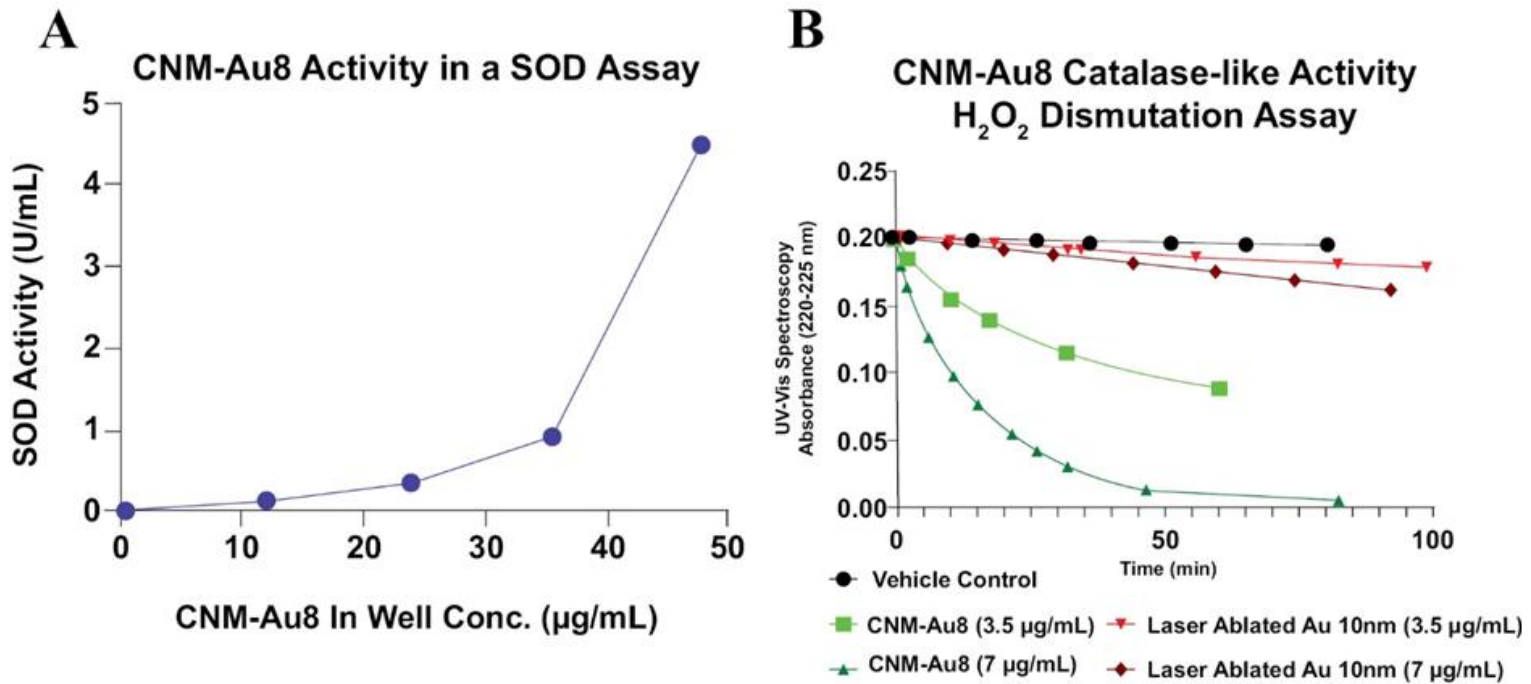 A
CNM-Au8 Activity in a SOD Assay
SOD Activity (U/mL)
5
4
3
2
1
0
0 10 20 30 40 50
CNM-Au8 In Well Conc. (µg/mL)
B
CNM-Au8 Catalase-like Activity
H₂O₂ Dismutation Assay
UV-Vis Spectroscopy
Absorbance (220-225 nm)
0.25
0.20
0.15
0.10
0.05
0.00
0 50 100
Time (min)
Vehicle Control
CNM-Au8 (3.5 µg/mL) Laser Ablated Au 10nm (3.5 µg/mL)
CNM-Au8 (7 µg/mL) Laser Ablated Au 10nm (7 µg/mL)